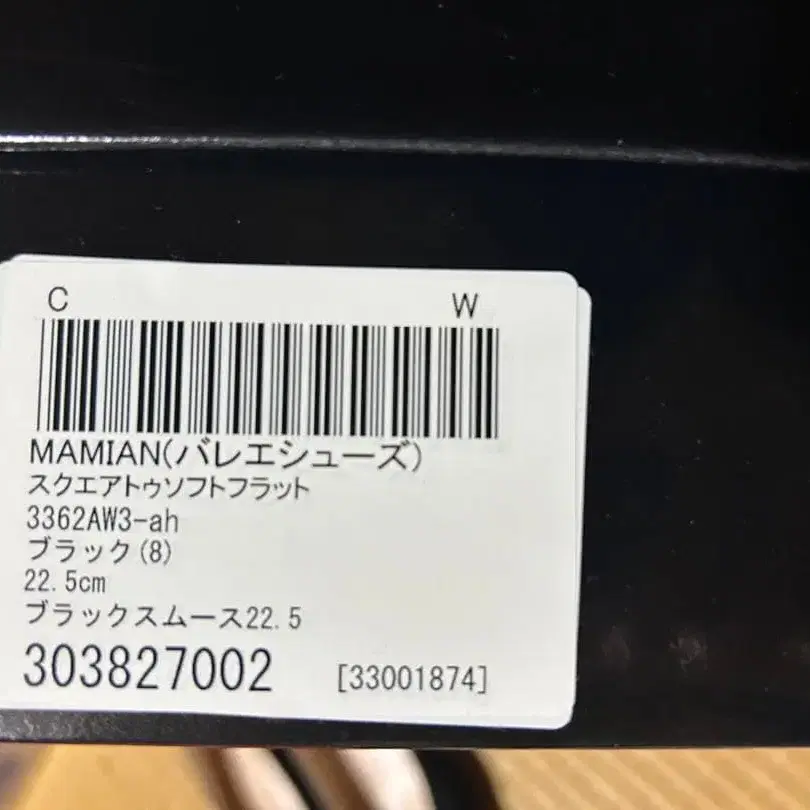 C W
MAMIAN(バレエシューズ)
スクエアトゥソフトフラット
3362AW3-ah
ブラック(8)
22.5cm
ブラックスムース22.5
303827002 [33001874]